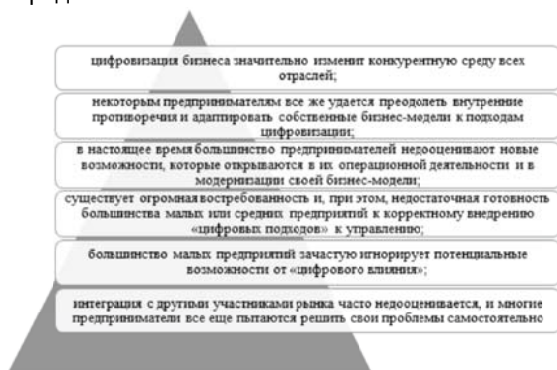 цифровизация бизнеса значительно изменит конкурентную среду всех
отраслей;
некоторым предпринимателям все же удается преодолеть внутренние
противоречия и адаптировать собственные бизнес-модели к подходам
цифровизации;
в настоящее время большинство предпринимателей недооценивают новые
возможности, которые открываются в их операционной деятельности и в
модернизации своей бизнес-модели;
существует огромная востребованность и, при этом, недостаточная готовность
большинства малых или средних предприятий к корректному внедрению
«цифровых подходов» к управлению;
большинство малых предприятий зачастую игнорирует потенциальные
возможности от «цифрового влияния»;
интеграция с другими участниками рынка часто недооценивается, и многие
предприниматели все еще пытаются решить свои проблемы самостоятельно